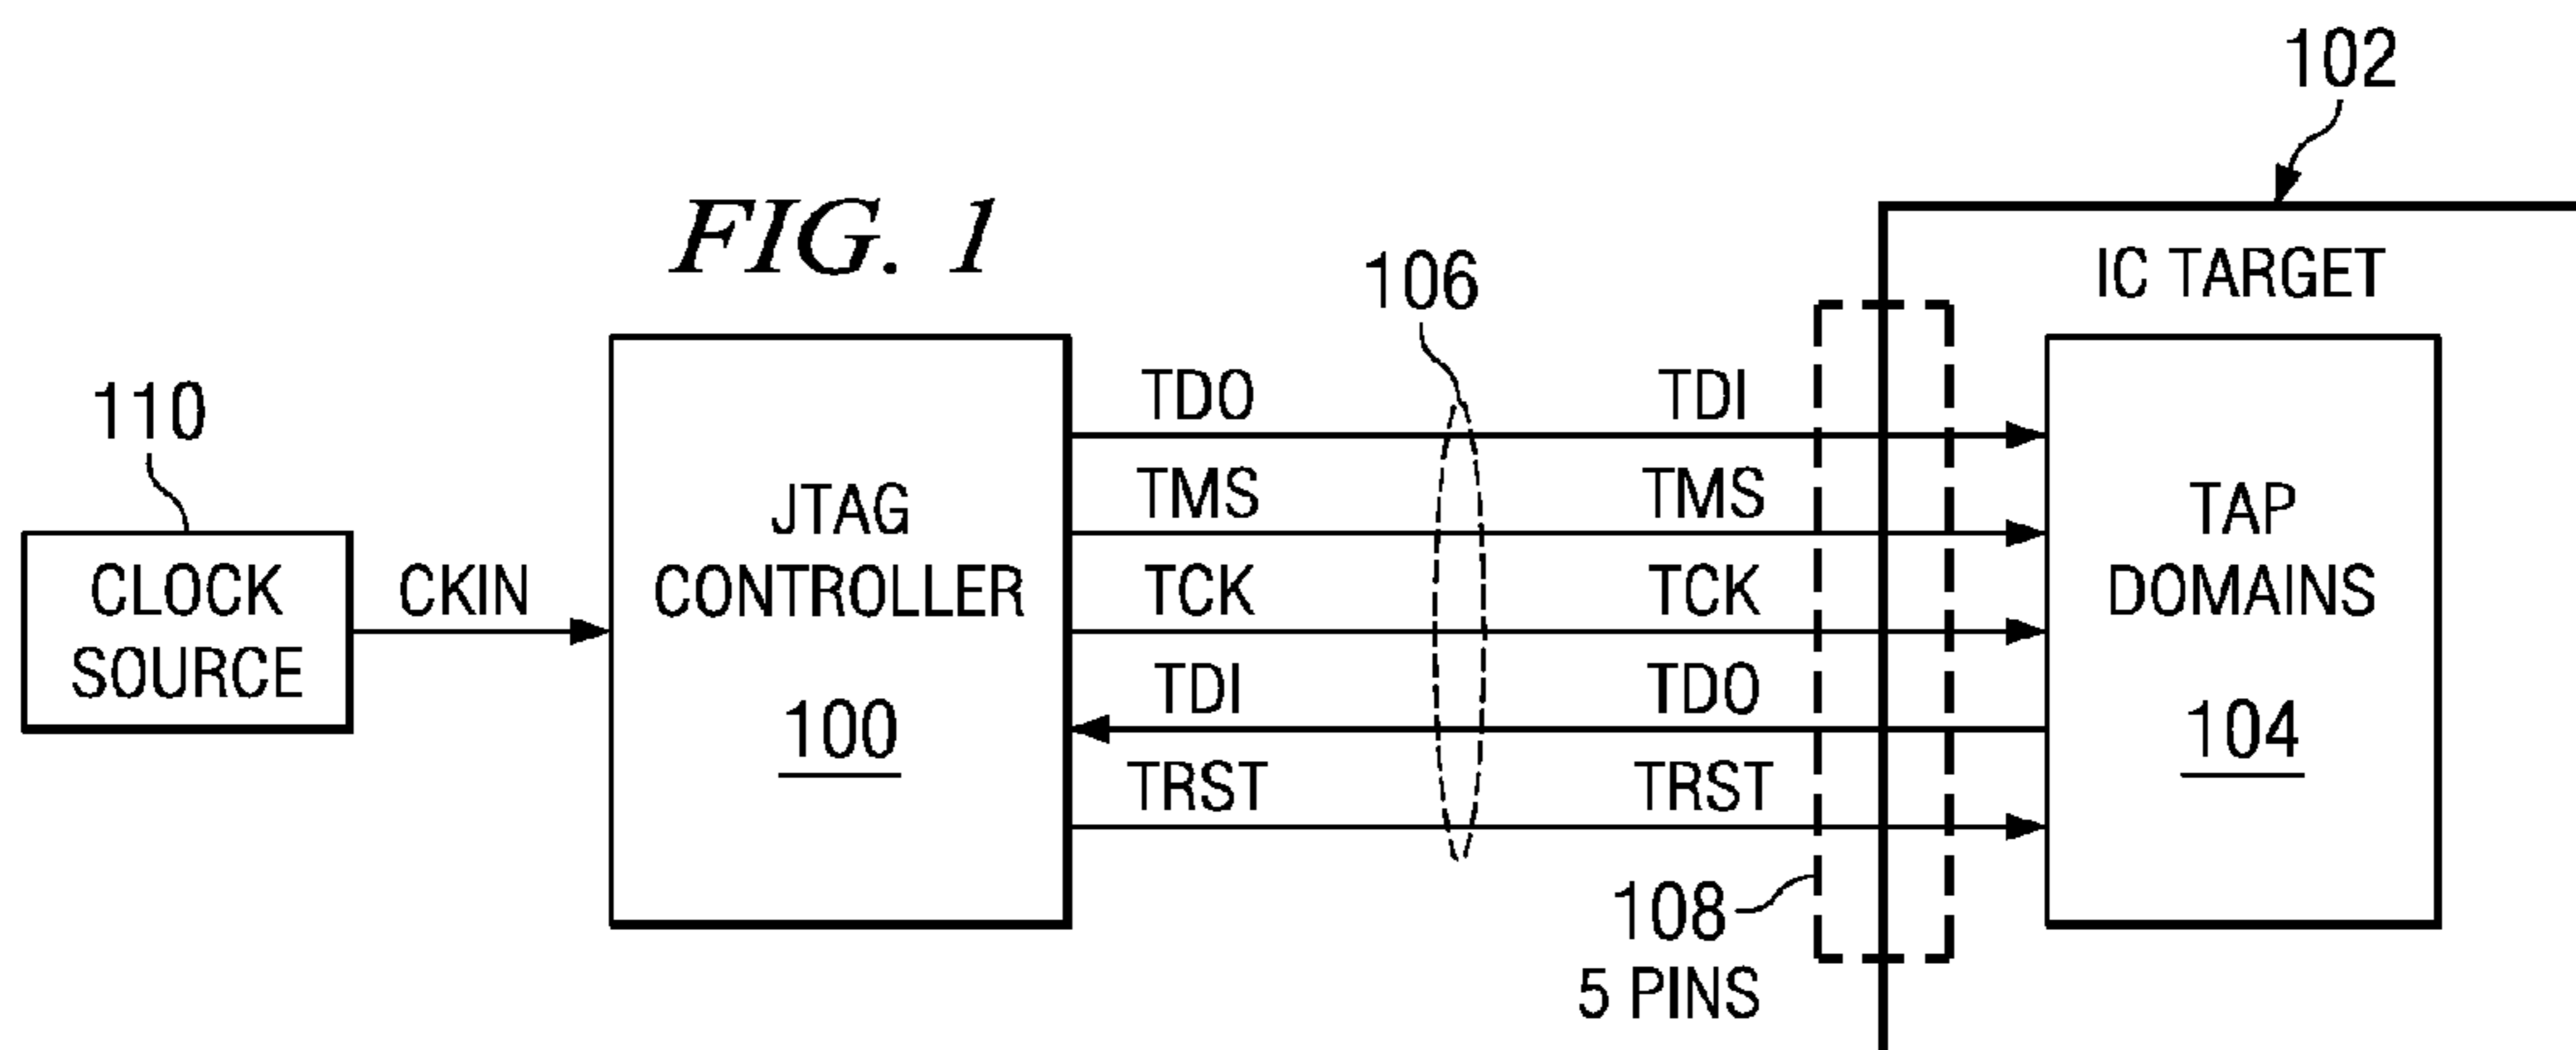 102
FIG. 1
IC TARGET
106
110
TDO TDI
TMS TMS
JTAG
CONTROLLER
100
TAP
DOMAINS
104
CLOCK
SOURCE
CKIN
TCK TCK
TDI TDO
TRST TRST
108
5 PINS